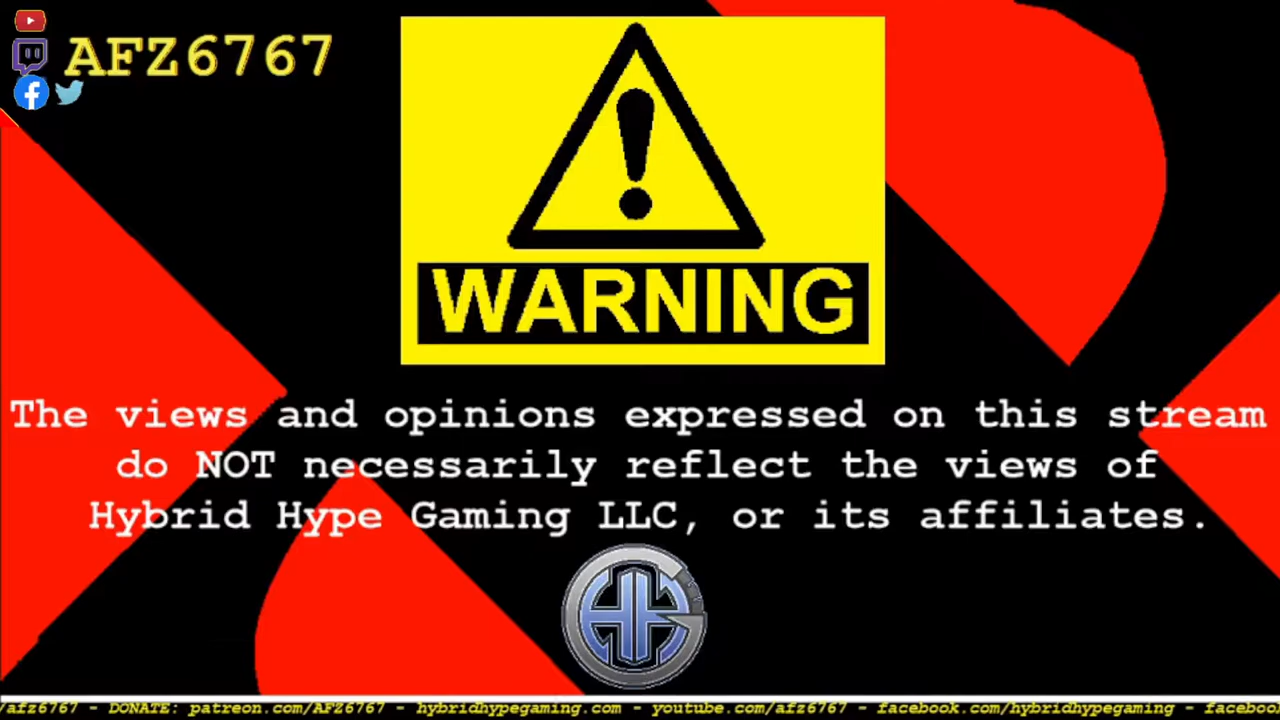 AFZ6767
WARNING
The views and opinions expressed on this stream
do NOT necessarily reflect the views of
Hybrid Hype Gaming LLC, or its affiliates.
/afz6767 - DONATE: patreon.com/AFZ6767 - hybridhypegaming.com - youtube.com/afz6767 - facebook.com/hybridhypegaming - faceboo